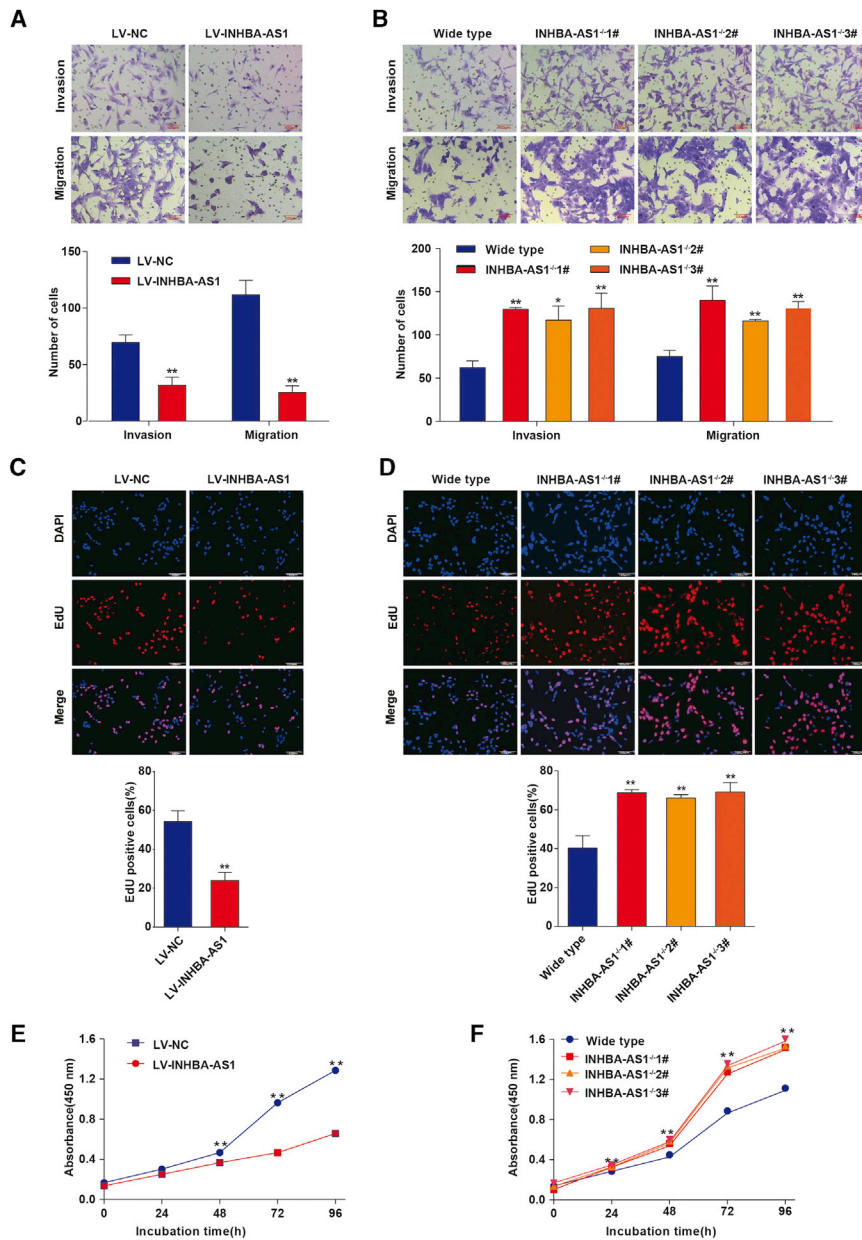 A
LV-NC LV-INHBA-AS1
Invasion
Migration
Number of cells
150
100
50
0
LV-NC
LV-INHBA-AS1
**
**
Invasion Migration
B
Wide type INHBA-AS1-/-1# INHBA-AS1-/-2# INHBA-AS1-/-3#
Invasion
Migration
Number of cells
200
150
100
50
0
Wide type INHBA-AS1-/-2#
INHBA-AS1-/-1# INHBA-AS1-/-3#
** * **
** ** **
Invasion Migration
C
LV-NC LV-INHBA-AS1
DAPI
EdU
Merge
EdU positive cells(%)
80
60
40
20
0
**
LV-NC
LV-INHBA-AS1
D
Wide type INHBA-AS1-/-1# INHBA-AS1-/-2# INHBA-AS1-/-3#
DAPI
EdU
Merge
EdU positive cells(%)
80
60
40
20
0
** ** **
Wide type
INHBA-AS1-/-1#
INHBA-AS1-/-2#
INHBA-AS1-/-3#
E
Absorbance(450 nm)
1.6
1.2
0.8
0.4
0.0
LV-NC
LV-INHBA-AS1
** ** **
0 24 48 72 96
Incubation time(h)
F
Absorbance(450 nm)
1.6
1.2
0.8
0.4
0.0
Wide type
INHBA-AS1-/-1#
INHBA-AS1-/-2#
INHBA-AS1-/-3#
** ** ** **
0 24 48 72 96
Incubation time(h)